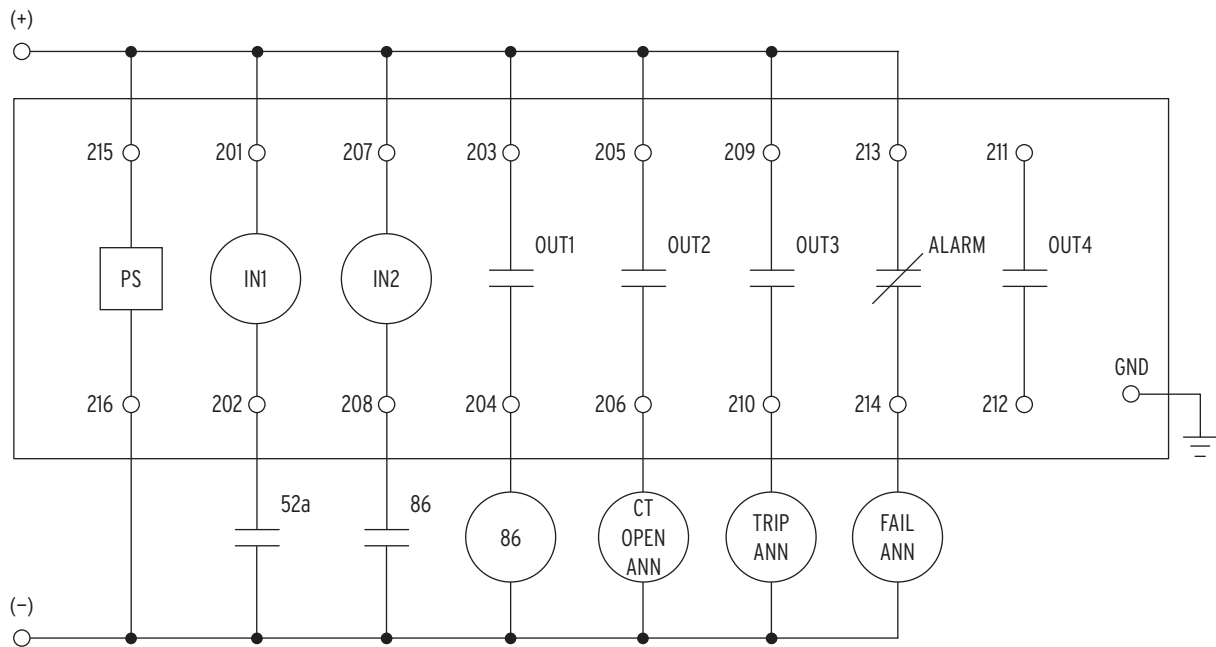 (+)
215
201
207
203
205
209
213
211
OUT1
OUT2
OUT3
ALARM
OUT4
PS
IN1
IN2
GND
216
202
208
204
206
210
214
212
52a
86
86
CT
OPEN
ANN
TRIP
ANN
FAIL
ANN
(−)